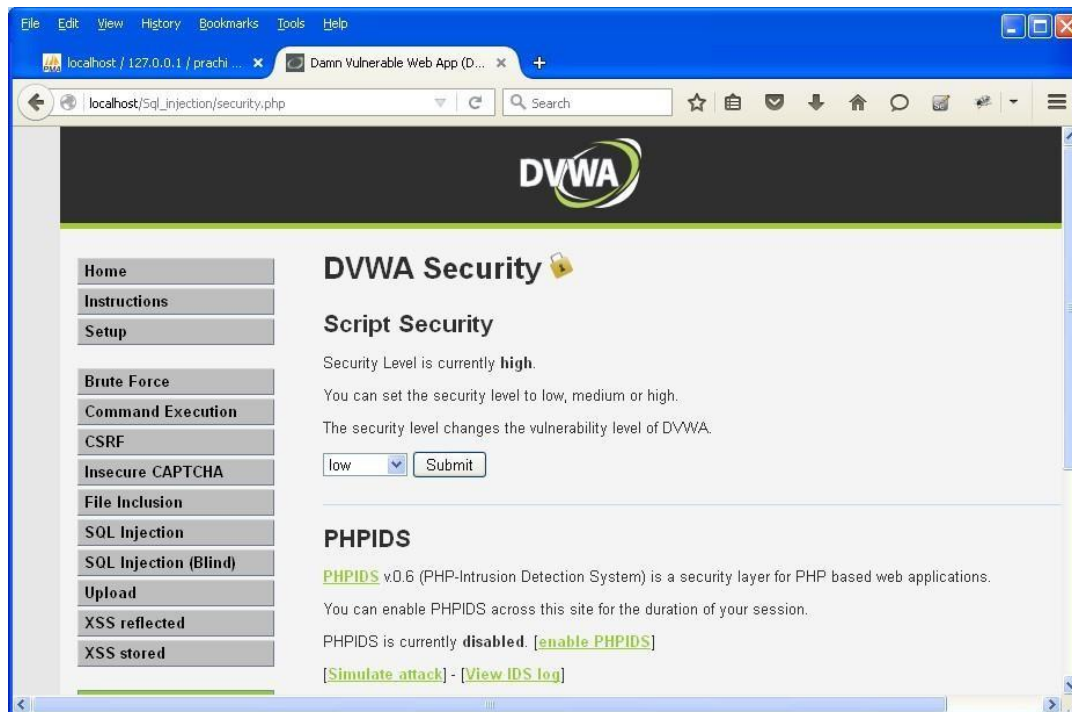 File Edit View History Bookmarks Tools Help
localhost / 127.0.0.1 / prachi ...
Damn Vulnerable Web App (D...
localhost/Sql_injection/security.php
Search
DVWA
Home
Instructions
Setup
Brute Force
Command Execution
CSRF
Insecure CAPTCHA
File Inclusion
SQL Injection
SQL Injection (Blind)
Upload
XSS reflected
XSS stored
DVWA Security
Script Security
Security Level is currently high.
You can set the security level to low, medium or high.
The security level changes the vulnerability level of DVWA.
low Submit
PHPIDS
PHPIDS v.0.6 (PHP-Intrusion Detection System) is a security layer for PHP based web applications.
You can enable PHPIDS across this site for the duration of your session.
PHPIDS is currently disabled. [enable PHPIDS]
[Simulate attack] - [View IDS log]